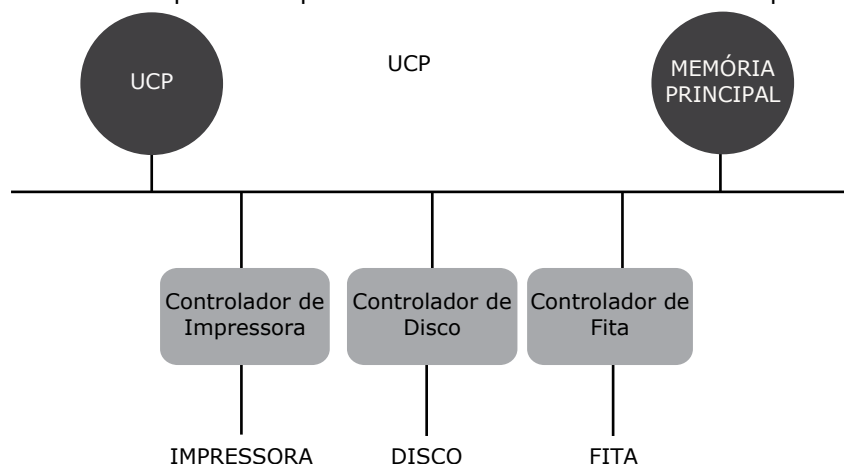 UCP
UCP
MEMÓRIA
PRINCIPAL
Controlador de
Impressora
Controlador de
Disco
Controlador de
Fita
IMPRESSORA
DISCO
FITA